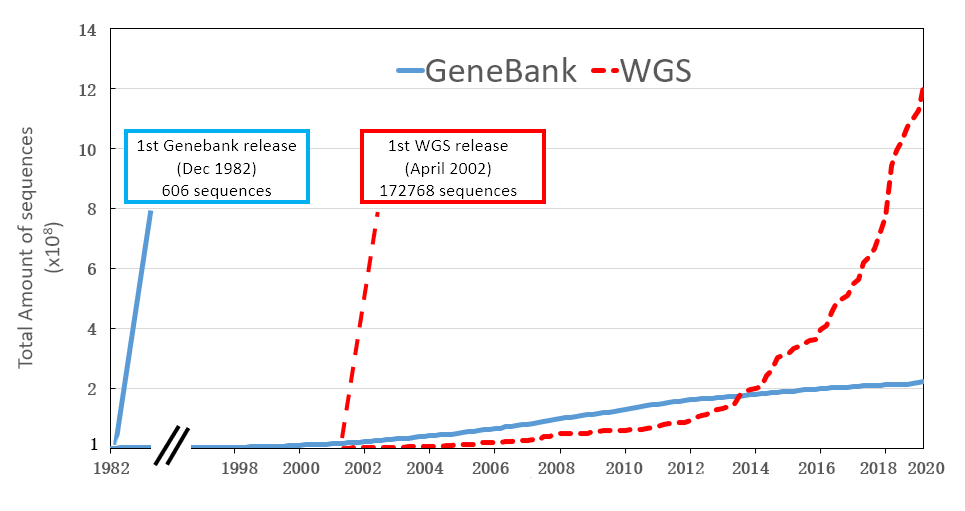 14
12
10
8
6
4
2
1
Total Amount of sequences
(x10⁸)
GeneBank
WGS
1st Genebank release
(Dec 1982)
606 sequences
1st WGS release
(April 2002)
172768 sequences
1982
1998
2000
2002
2004
2006
2008
2010
2012
2014
2016
2018
2020